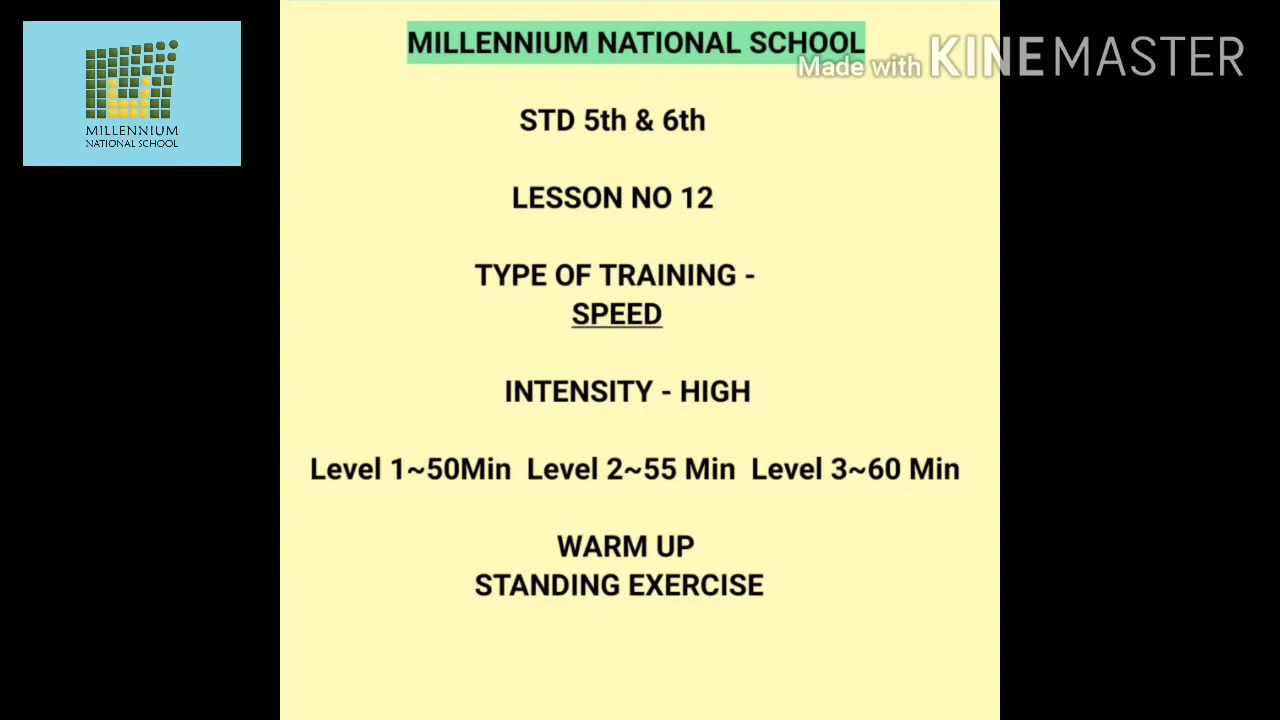 MILLENNIUM NATIONAL SCHOOL
Made with KINEMASTER
MILLENNIUM
NATIONAL SCHOOL
STD 5th & 6th
LESSON NO 12
TYPE OF TRAINING -
SPEED
INTENSITY - HIGH
Level 1~50Min  Level 2~55 Min  Level 3~60 Min
WARM UP
STANDING EXERCISE